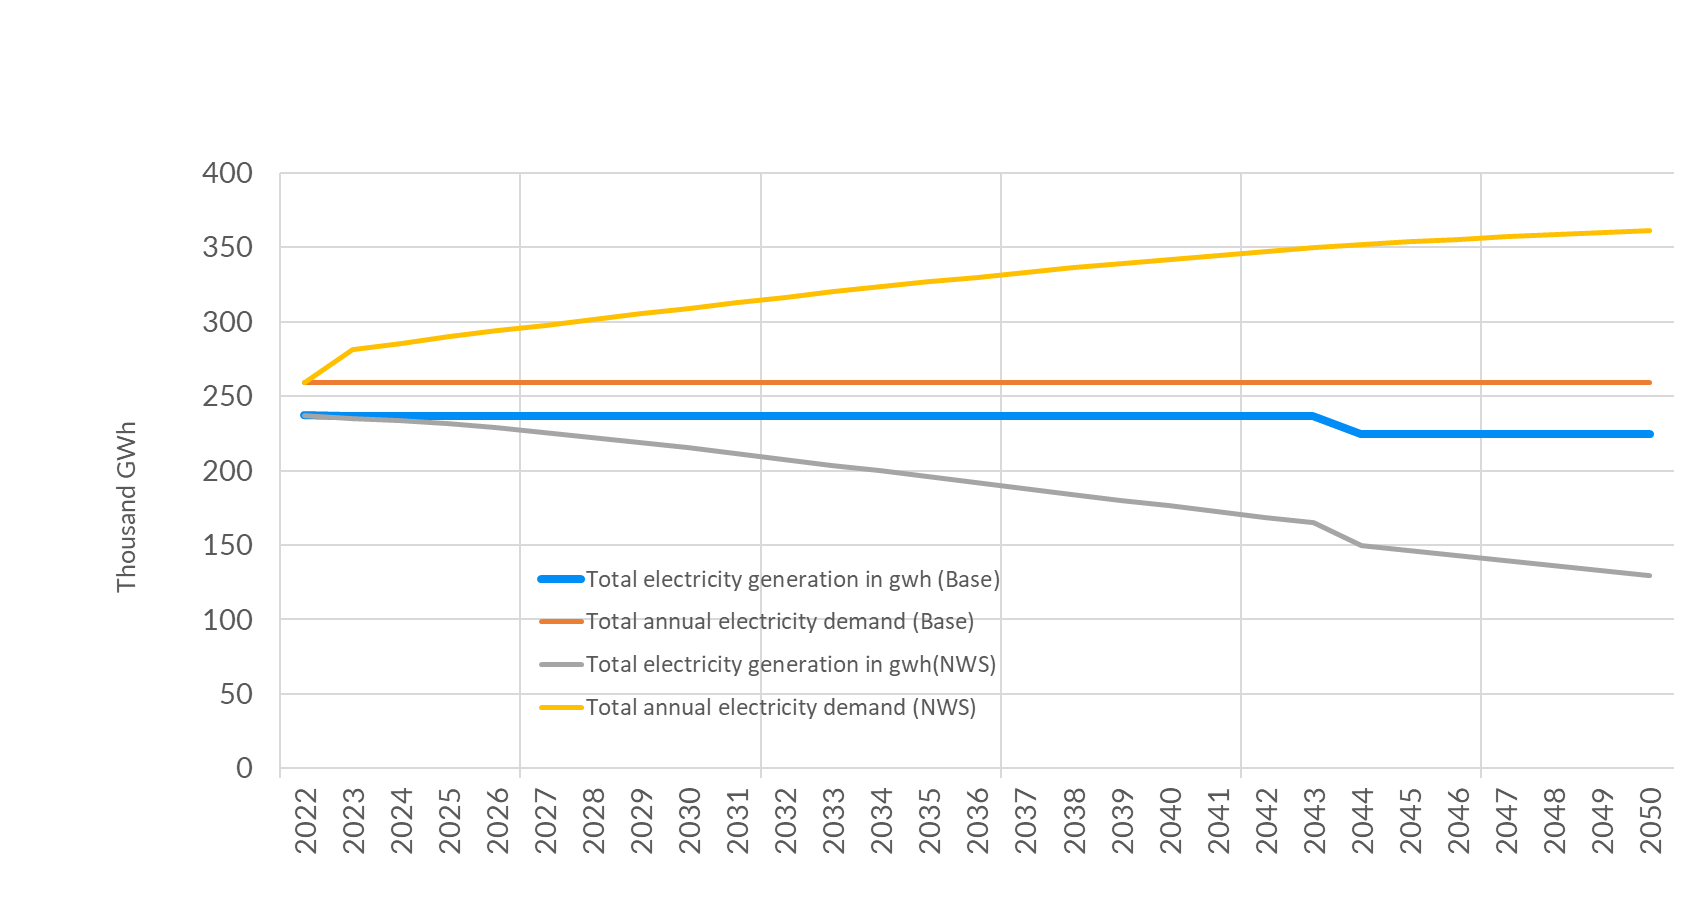 400
350
300
250
200
150
100
50
0
Thousand GWh
Total electricity generation in gwh (Base)
Total annual electricity demand (Base)
Total electricity generation in gwh(NWS)
Total annual electricity demand (NWS)
2022 2023 2024 2025 2026 2027 2028 2029 2030 2031 2032 2033 2034 2035 2036 2037 2038 2039 2040 2041 2042 2043 2044 2045 2046 2047 2048 2049 2050